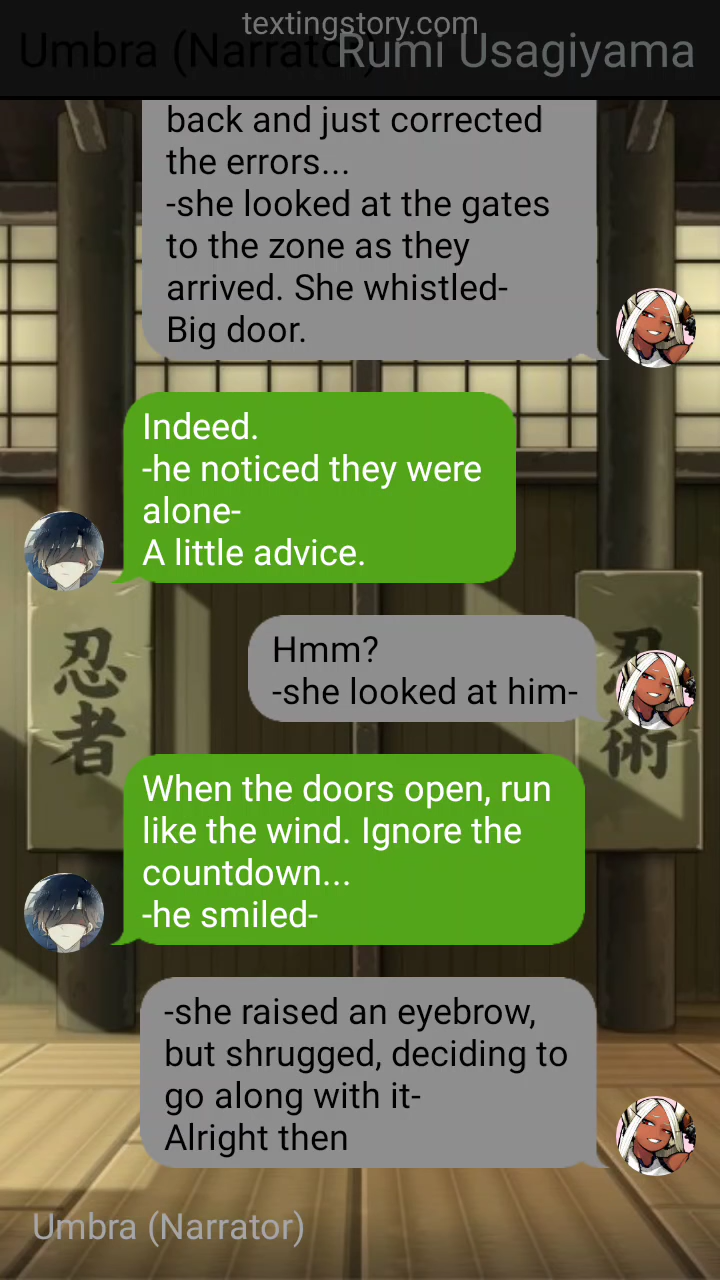 textingstory.com
Umbra (Narrator)
Rumi Usagiyama
back and just corrected
the errors...
-she looked at the gates
to the zone as they
arrived. She whistled-
Big door.
Indeed.
-he noticed they were
alone-
A little advice.
Hmm?
-she looked at him-
忍者
忍術
When the doors open, run
like the wind. Ignore the
countdown...
-he smiled-
-she raised an eyebrow,
but shrugged, deciding to
go along with it-
Alright then
Umbra (Narrator)